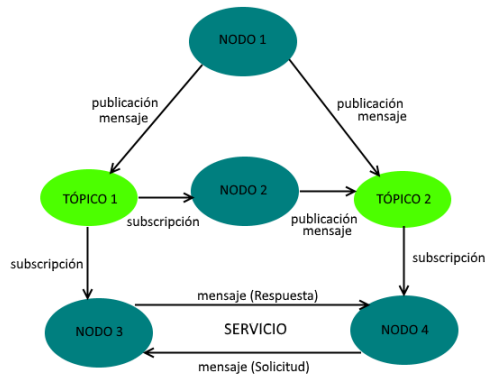 NODO 1
publicación
mensaje
publicación
mensaje
TÓPICO 1
NODO 2
TÓPICO 2
subscripción
publicación
mensaje
subscripción
subscripción
mensaje (Respuesta)
NODO 3
SERVICIO
NODO 4
mensaje (Solicitud)